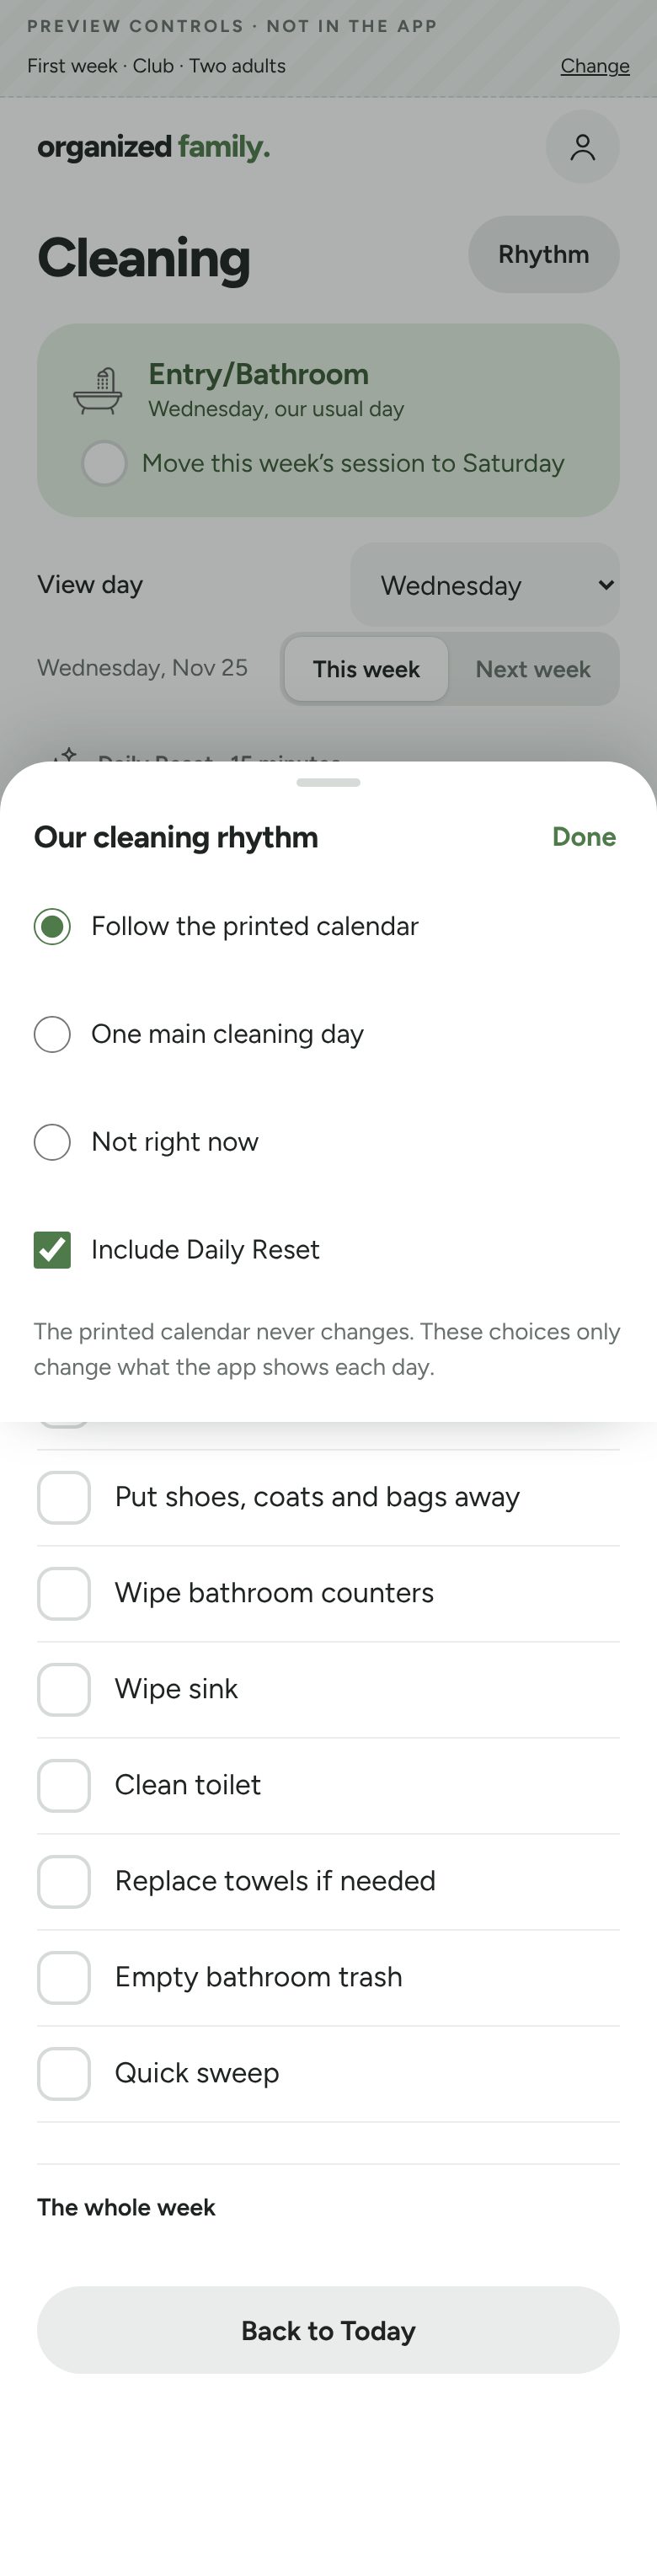 PREVIEW CONTROLS · NOT IN THE APP
First week · Club · Two adults
Change
organized family.
Cleaning
Rhythm
Entry/Bathroom
Wednesday, our usual day
Move this week’s session to Saturday
View day
Wednesday
Wednesday, Nov 25
This week
Next week
Daily Reset · 15 minutes
Our cleaning rhythm
Done
Follow the printed calendar
One main cleaning day
Not right now
Include Daily Reset
The printed calendar never changes. These choices only
change what the app shows each day.
Put shoes, coats and bags away
Wipe bathroom counters
Wipe sink
Clean toilet
Replace towels if needed
Empty bathroom trash
Quick sweep
The whole week
Back to Today